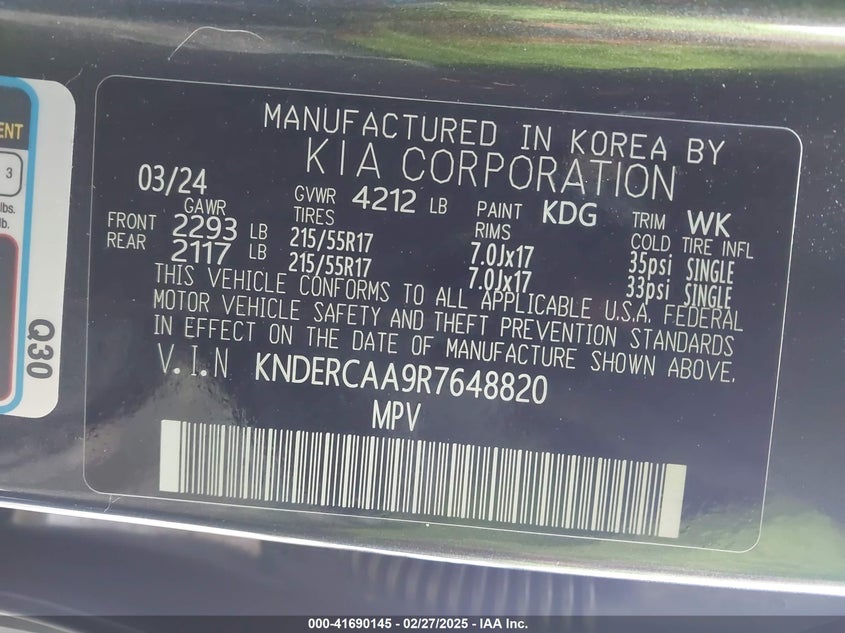 MANUFACTURED IN KOREA BY
KIA CORPORATION
03/24
GAWR GVWR 4212 LB PAINT KDG TRIM WK
TIRES RIMS COLD TIRE INFL
FRONT 2293 LB 215/55R17 7.0Jx17 35psi SINGLE
REAR 2117 LB 215/55R17 7.0Jx17 33psi SINGLE
THIS VEHICLE CONFORMS TO ALL APPLICABLE U.S.A. FEDERAL
MOTOR VEHICLE SAFETY AND THEFT PREVENTION STANDARDS
IN EFFECT ON THE DATE OF MANUFACTURE SHOWN ABOVE.
V.I.N KNDERCAA9R7648820
MPV
3
lbs.
lb.
Q30
000-41690145 - 02/27/2025 - IAA Inc.